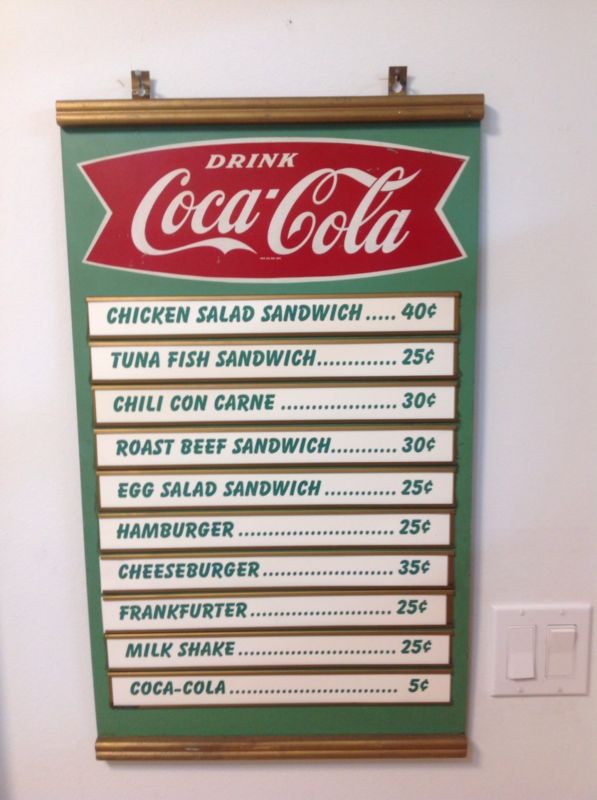 DRINK
Coca-Cola
CHICKEN SALAD SANDWICH ..... 40¢
TUNA FISH SANDWICH.............. 25¢
CHILI CON CARNE .................... 30¢
ROAST BEEF SANDWICH............ 30¢
EGG SALAD SANDWICH .............. 25¢
HAMBURGER ........................... 25¢
CHEESEBURGER....................... 35¢
FRANKFURTER......................... 25¢
MILK SHAKE............................ 25¢
COCA-COLA.............................. 5¢